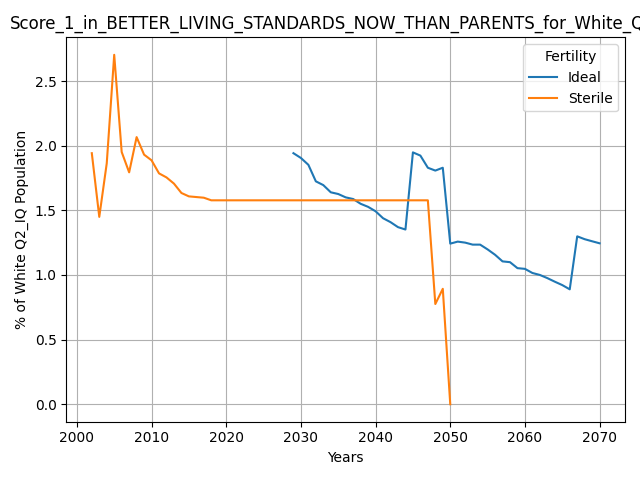 Score_1_in_BETTER_LIVING_STANDARDS_NOW_THAN_PARENTS_for_White_Q
Fertility
Ideal
Sterile
% of White Q2_IQ Population
2.5
2.0
1.5
1.0
0.5
0.0
2000 2010 2020 2030 2040 2050 2060 2070
Years